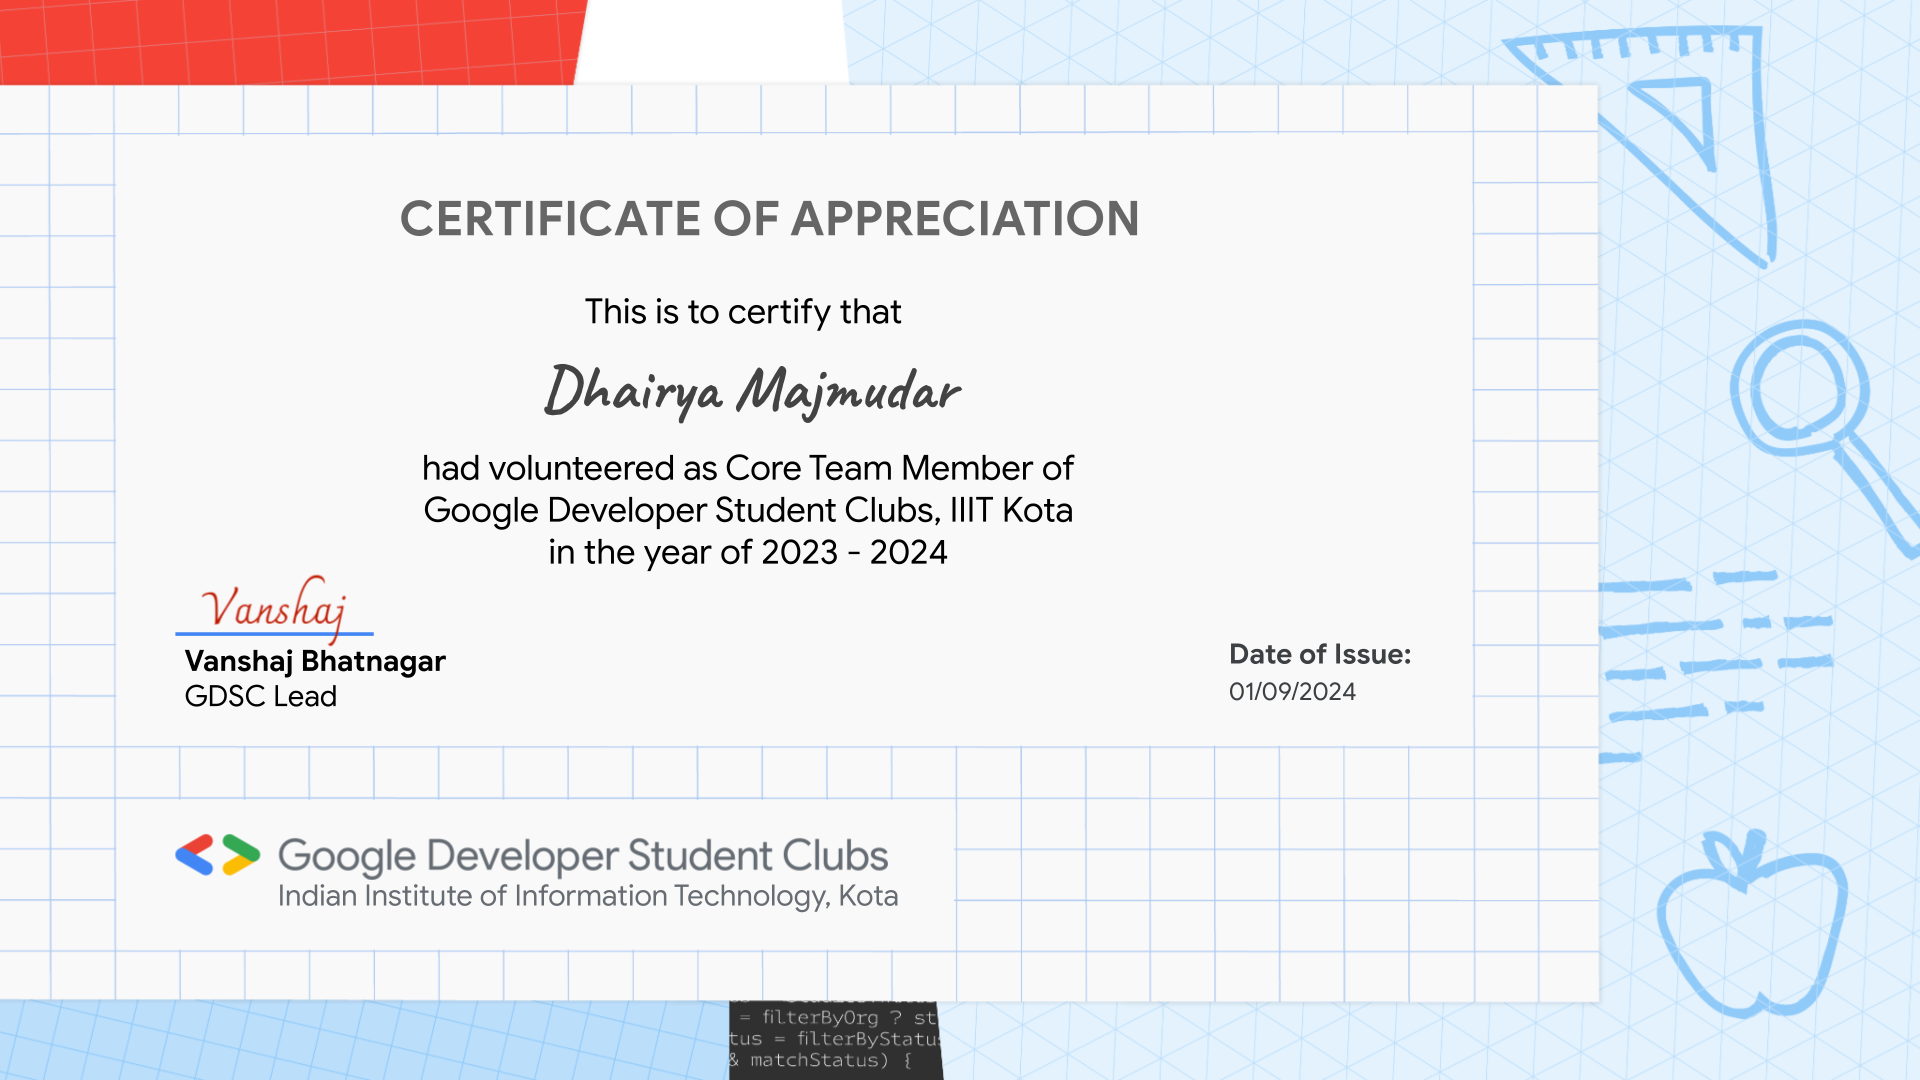 CERTIFICATE OF APPRECIATION
This is to certify that
Dhairya Majmudar
had volunteered as Core Team Member of
Google Developer Student Clubs, IIIT Kota
in the year of 2023 - 2024
Vanshaj
Vanshaj Bhatnagar
GDSC Lead
Date of Issue:
01/09/2024
Google Developer Student Clubs
Indian Institute of Information Technology, Kota
= filterByOrg ? st
tus = filterByStatus
& matchStatus) {